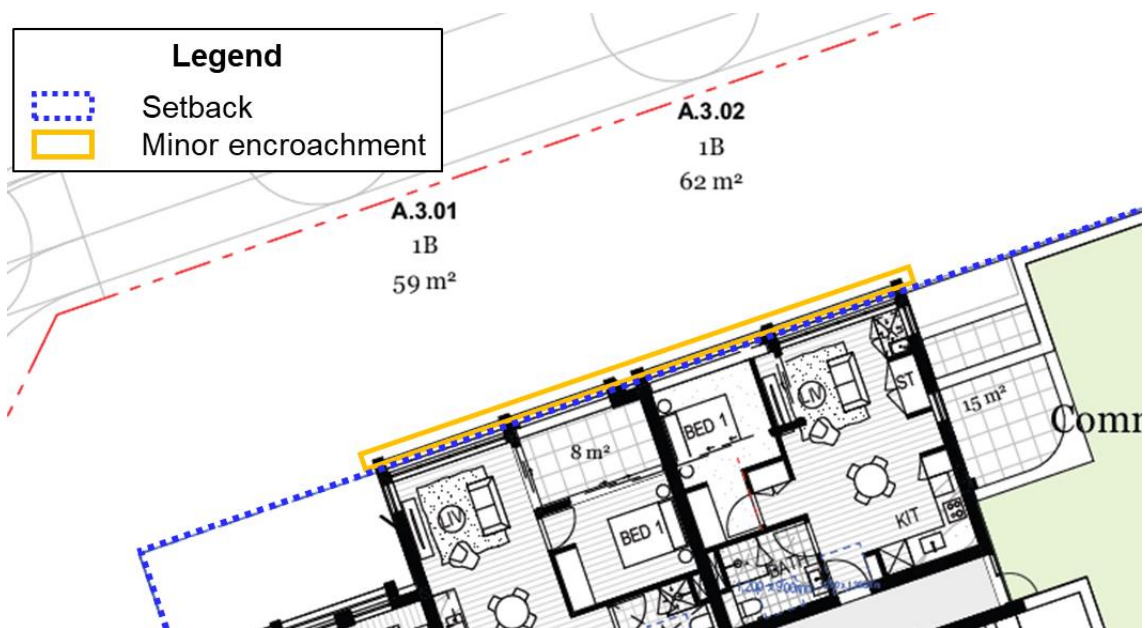 Legend
Setback
Minor encroachment
A.3.02
1B
62 m²
A.3.01
1B
59 m²
LIV
ST
15 m²
Comm
BED 1
8 m²
LIV
BED 1
KIT
BATH